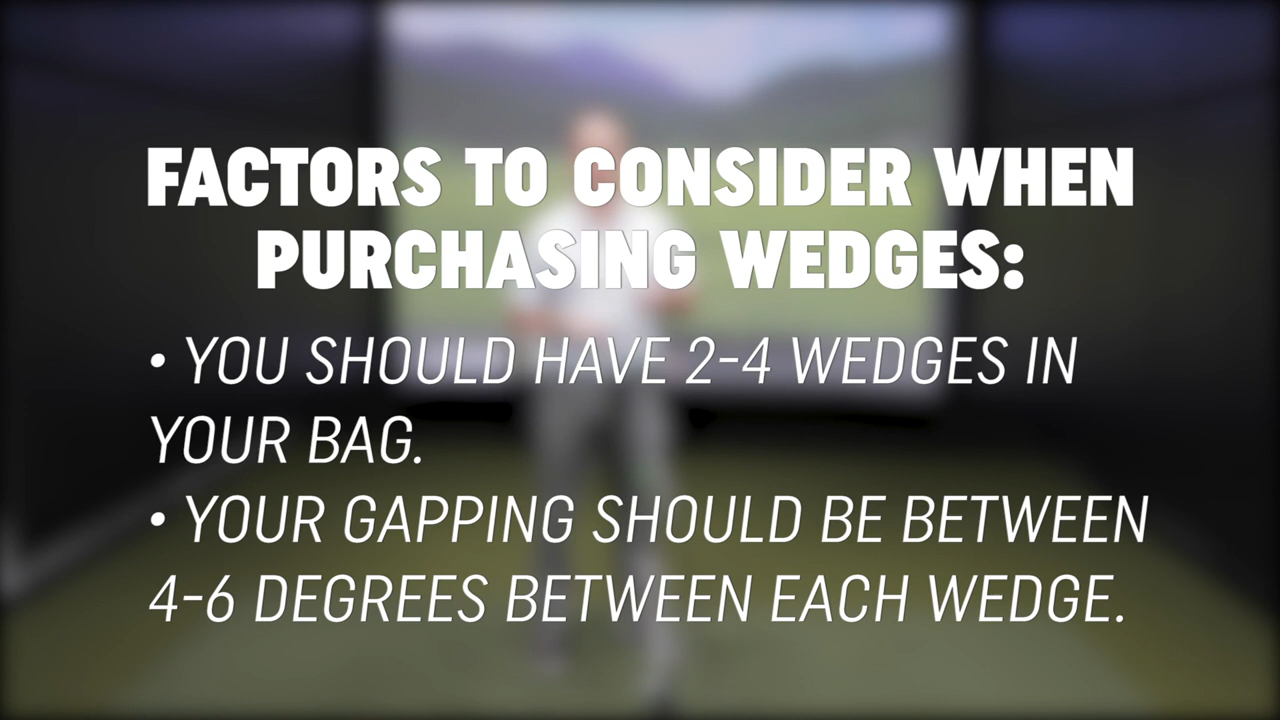 FACTORS TO CONSIDER WHEN
PURCHASING WEDGES:
• YOU SHOULD HAVE 2-4 WEDGES IN
YOUR BAG.
• YOUR GAPPING SHOULD BE BETWEEN
4-6 DEGREES BETWEEN EACH WEDGE.